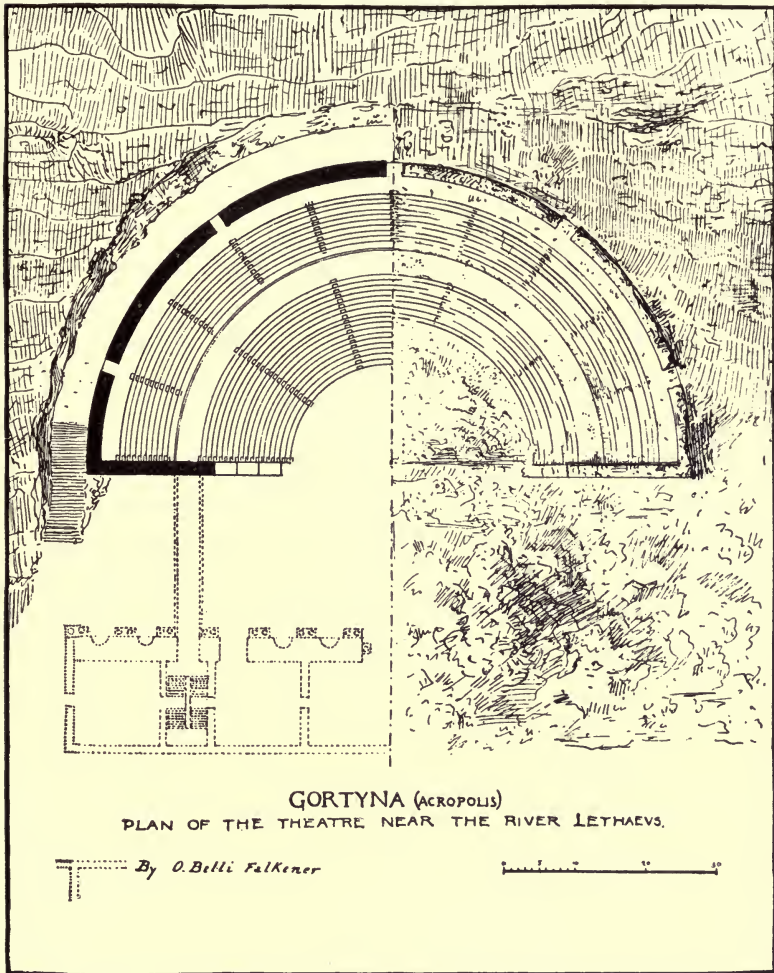 GORTYNA (ACROPOLIS)
PLAN OF THE THEATRE NEAR THE RIVER LETHAEVS.
By O. Belli Falkener